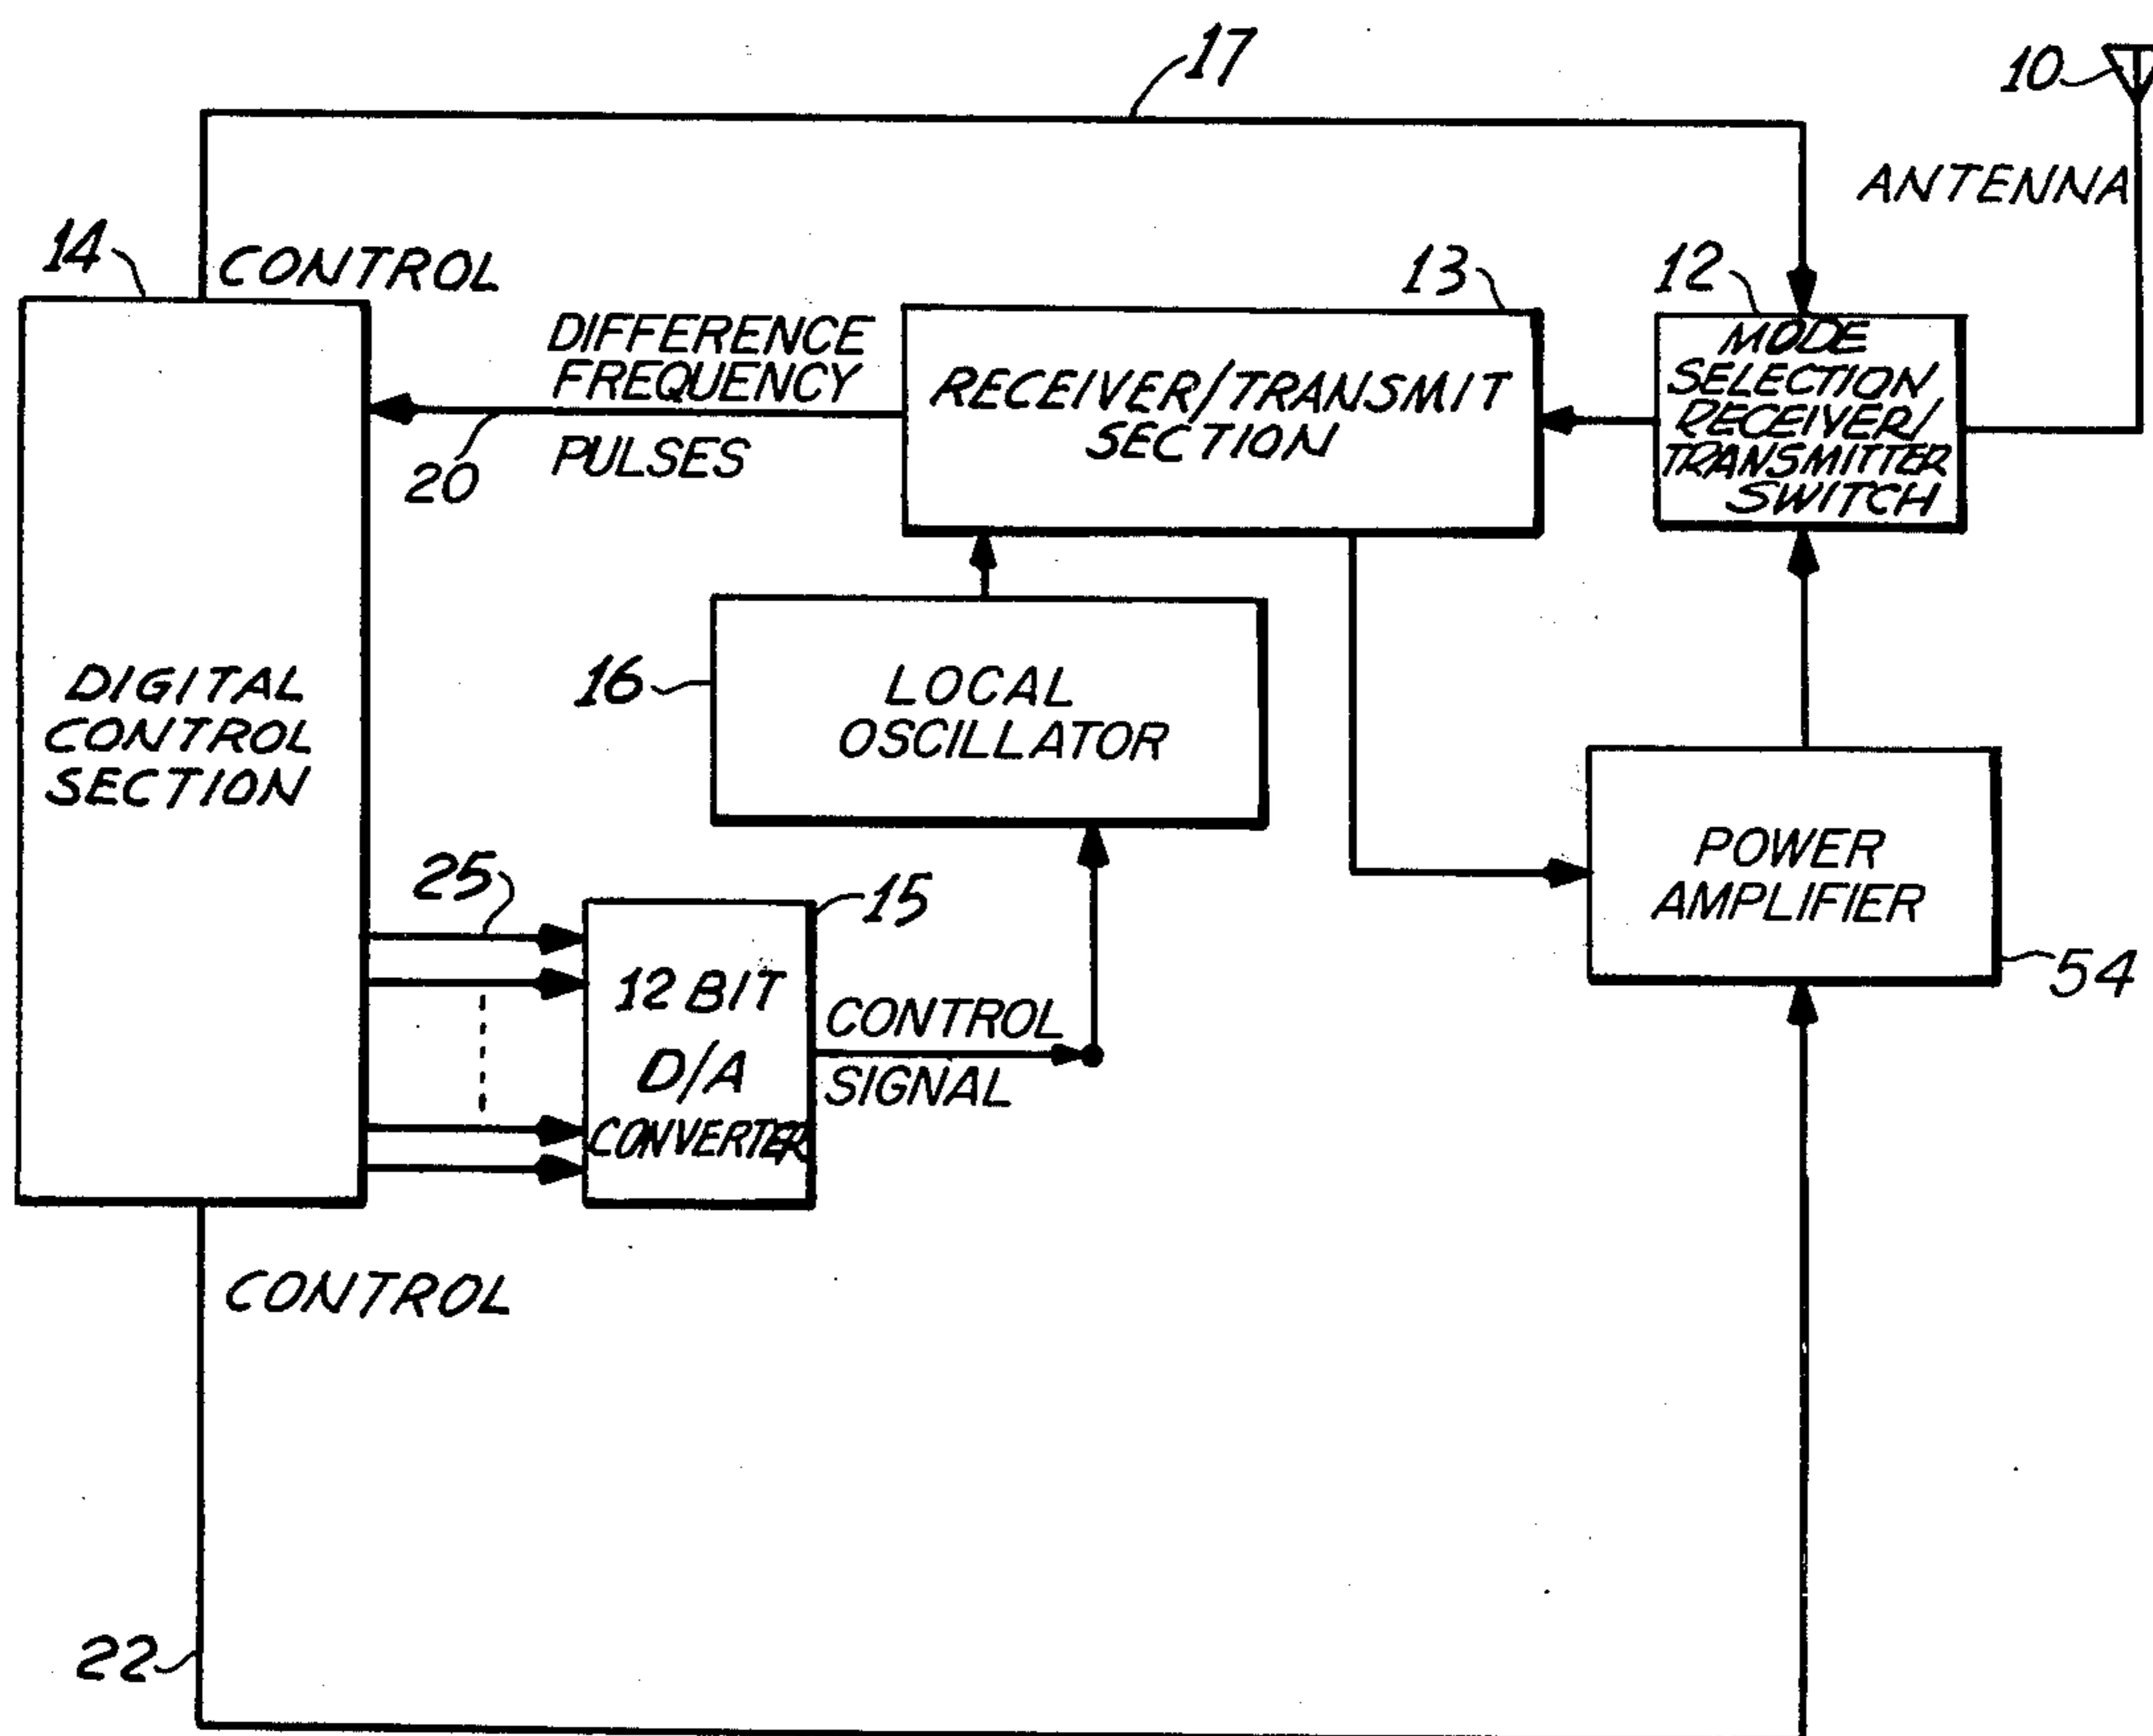 17
10
ANTENNA
14
CONTROL
13
12
DIFFERENCE
FREQUENCY
PULSES
20
RECEIVER/TRANSMIT
SECTION
MODE
SELECTION
RECEIVER/
TRANSMITTER
SWITCH
DIGITAL
CONTROL
SECTION
16
LOCAL
OSCILLATOR
POWER
AMPLIFIER
54
25
15
12 BIT
D/A
CONVERTER
CONTROL
SIGNAL
CONTROL
22